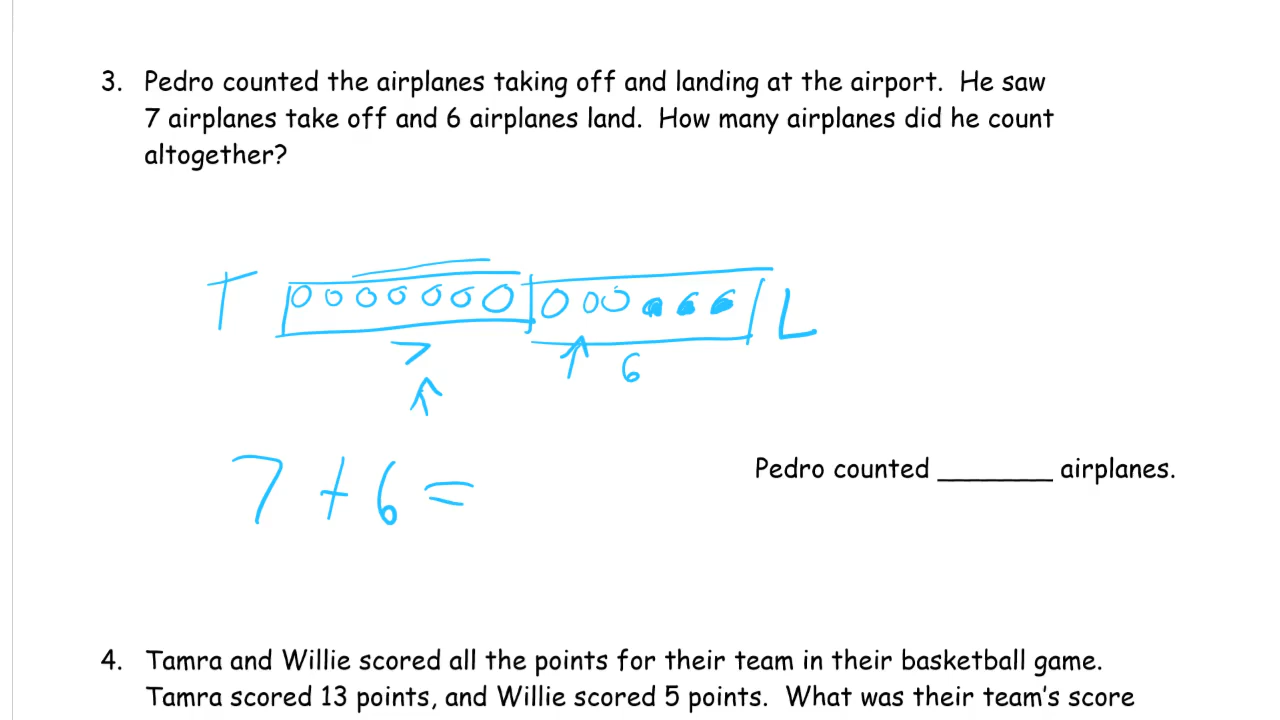 3. Pedro counted the airplanes taking off and landing at the airport. He saw
7 airplanes take off and 6 airplanes land. How many airplanes did he count
altogether?
T 0000000 000 L
7
6
7 + 6 =
Pedro counted ________ airplanes.
4. Tamra and Willie scored all the points for their team in their basketball game.
Tamra scored 13 points, and Willie scored 5 points. What was their team's score